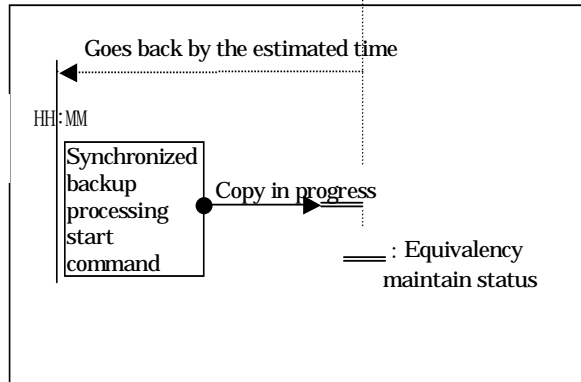 Goes back by the estimated time
HH:MM
Synchronized
backup
processing
start
command
Copy in progress
: Equivalency
maintain status